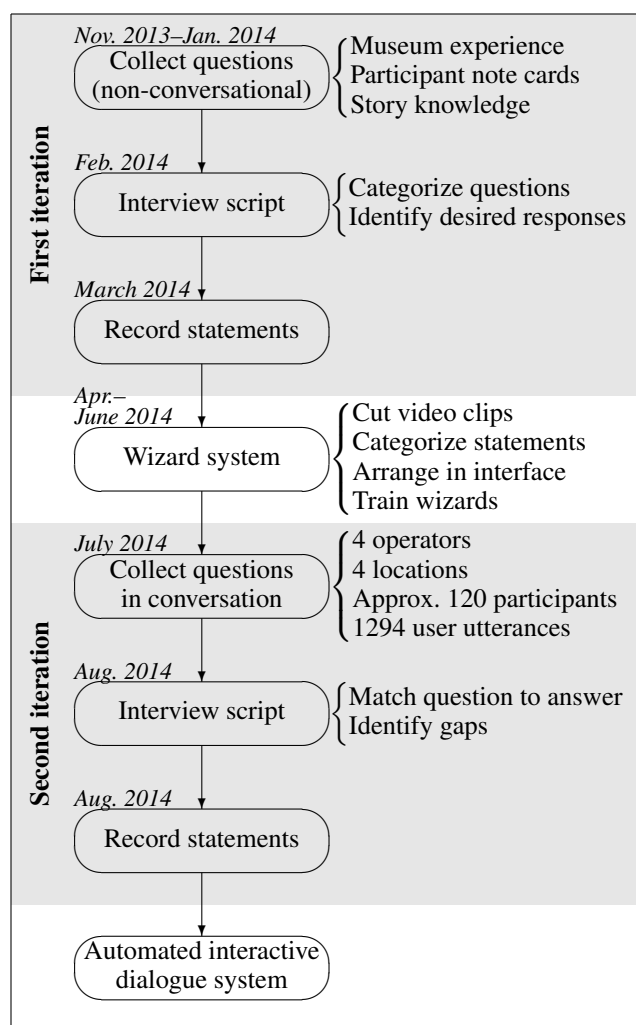 First iteration
Nov. 2013–Jan. 2014
Collect questions
(non-conversational)
Museum experience
Participant note cards
Story knowledge
Feb. 2014
Interview script
Categorize questions
Identify desired responses
March 2014
Record statements
Apr.–
June 2014
Wizard system
Cut video clips
Categorize statements
Arrange in interface
Train wizards
Second iteration
July 2014
Collect questions
in conversation
4 operators
4 locations
Approx. 120 participants
1294 user utterances
Aug. 2014
Interview script
Match question to answer
Identify gaps
Aug. 2014
Record statements
Automated interactive
dialogue system